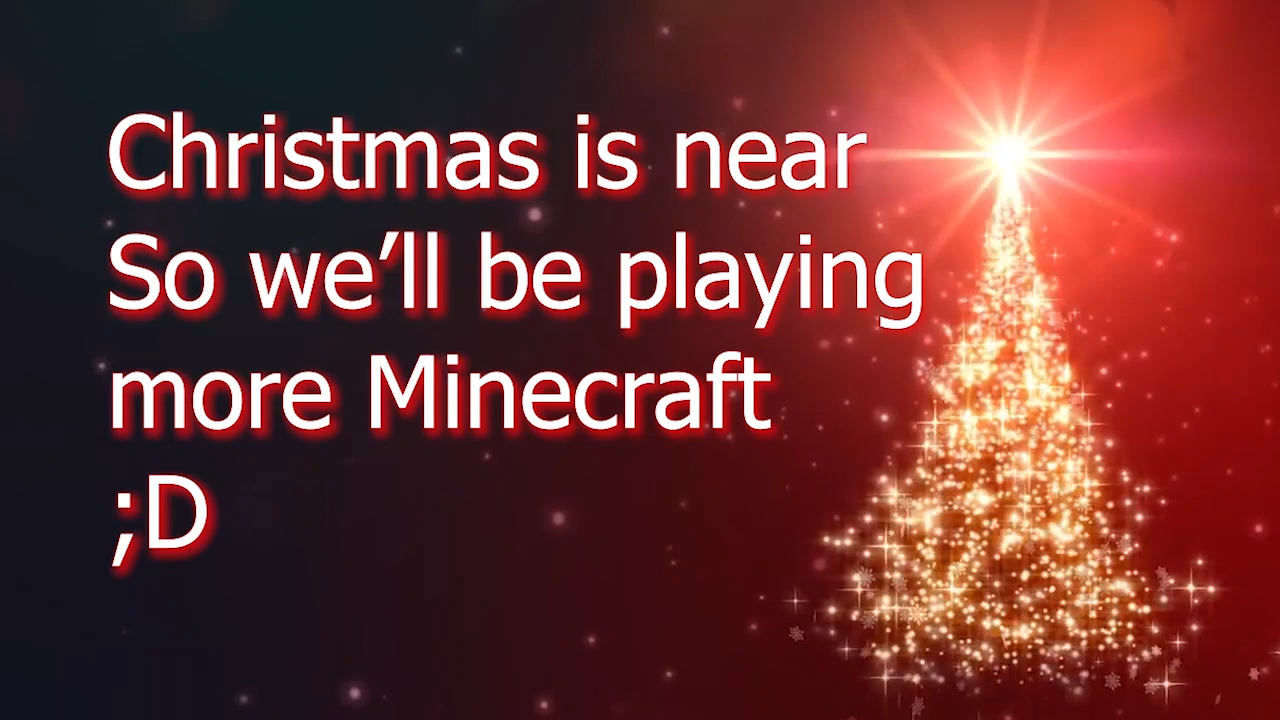 Christmas is near
So we’ll be playing
more Minecraft
;D